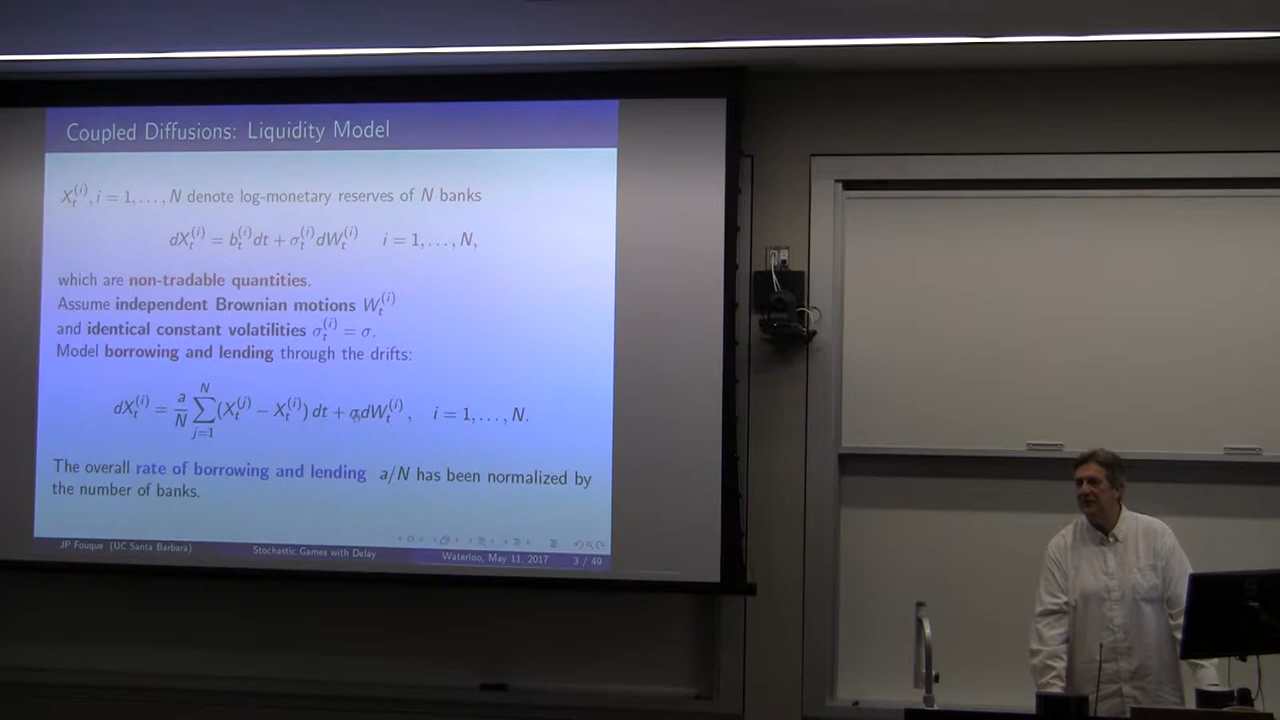 Coupled Diffusions: Liquidity Model
X_t^{(i)}, i = 1, . . . , N denote log-monetary reserves of N banks
dX_t^{(i)} = b_t^{(i)}dt + σ_t^{(i)}dW_t^{(i)} i = 1, . . . , N,
which are non-tradable quantities.
Assume independent Brownian motions W_t^{(i)}
and identical constant volatilities σ_t^{(i)} = σ.
Model borrowing and lending through the drifts:
dX_t^{(i)} = \frac{a}{N} \sum_{j=1}^{N} (X_t^{(j)} − X_t^{(i)}) dt + σdW_t^{(i)}, i = 1, . . . , N.
The overall rate of borrowing and lending a/N has been normalized by
the number of banks.
JP Fouque (UC Santa Barbara) Stochastic Games with Delay Waterloo, May 11, 2017 3 / 49